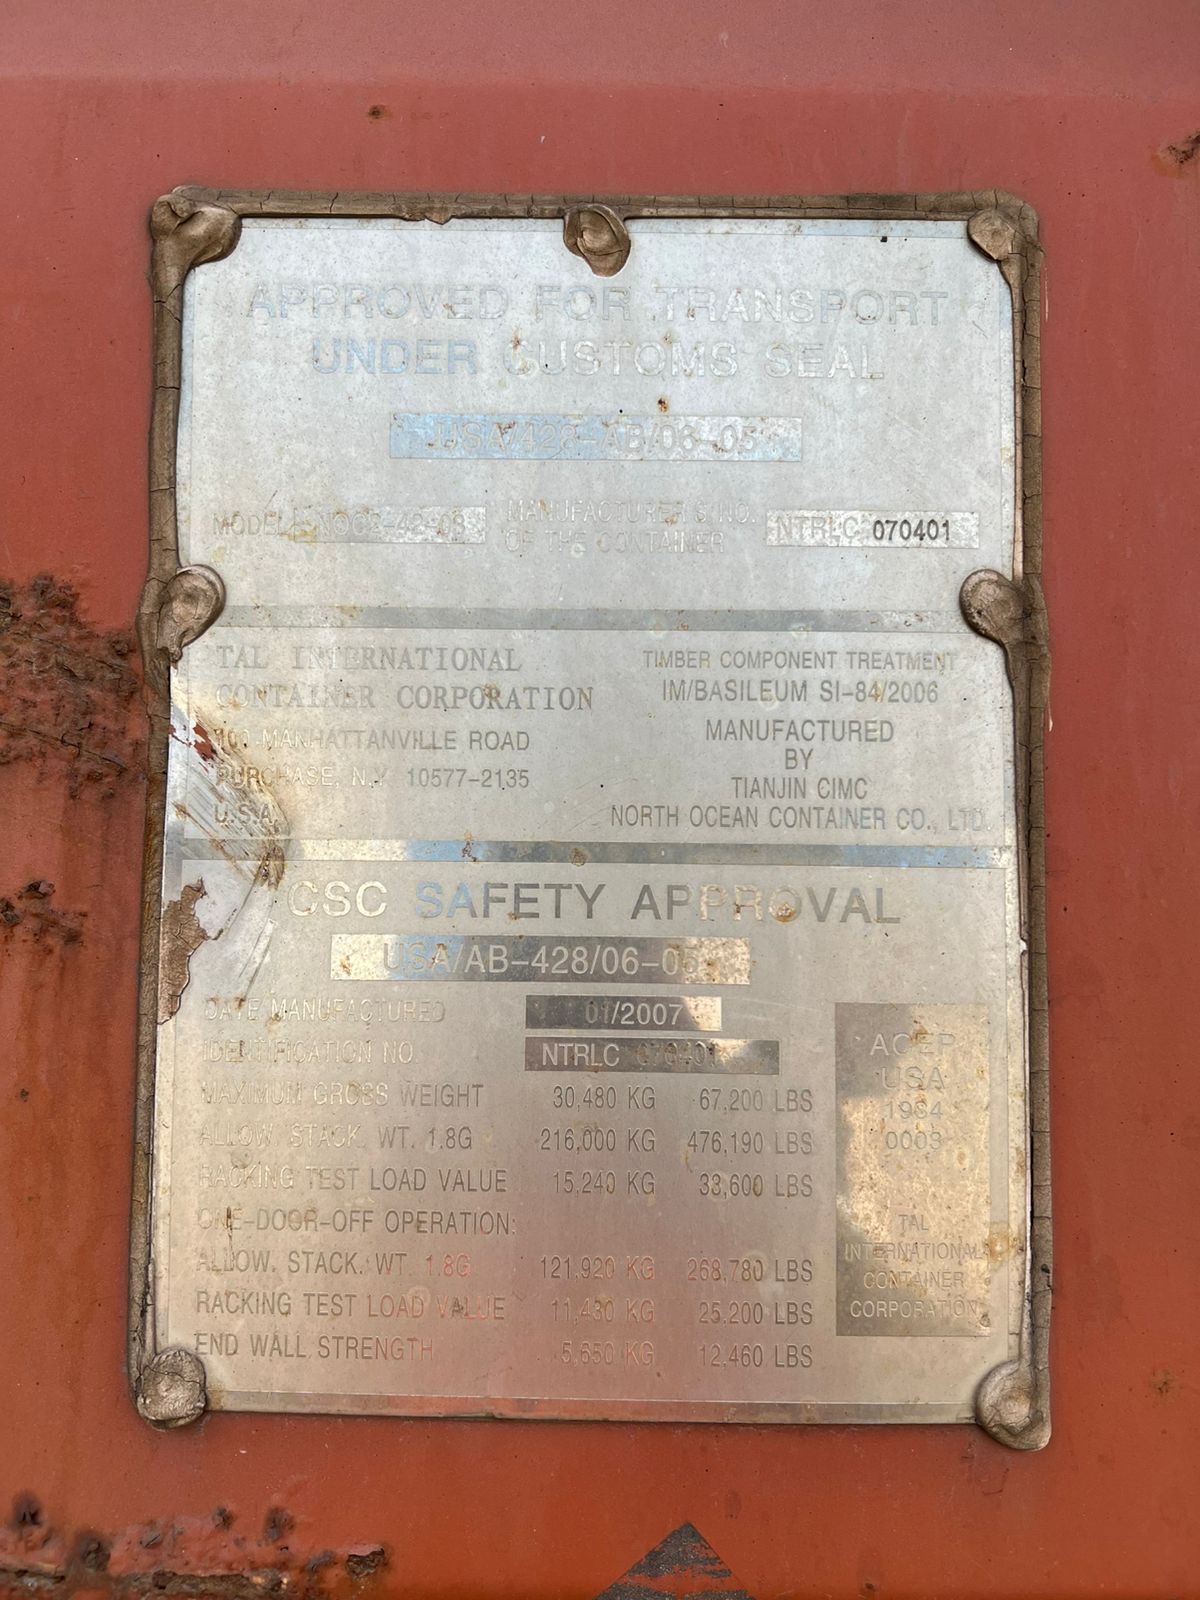 APPROVED FOR TRANSPORT
UNDER CUSTOMS SEAL
USA/428-AB/06-05
MODEL: NOC2-42-03
MANUFACTURER'S NO.
OF THE CONTAINER
NTRLC 070401
TAL INTERNATIONAL
CONTAINER CORPORATION
100 MANHATTANVILLE ROAD
PURCHASE, N.Y. 10577-2135
U.S.A.
TIMBER COMPONENT TREATMENT
IM/BASILEUM SI-84/2006
MANUFACTURED
BY
TIANJIN CIMC
NORTH OCEAN CONTAINER CO., LTD.
CSC SAFETY APPROVAL
USA/AB-428/06-05
DATE MANUFACTURED 01/2007
IDENTIFICATION NO. NTRLC 070401
MAXIMUM GROSS WEIGHT 30,480 KG 67,200 LBS
ALLOW. STACK. WT. 1.8G 216,000 KG 476,190 LBS
RACKING TEST LOAD VALUE 15,240 KG 33,600 LBS
ONE-DOOR-OFF OPERATION:
ALLOW. STACK. WT. 1.8G 121,920 KG 268,780 LBS
RACKING TEST LOAD VALUE 11,430 KG 25.200 LBS
END WALL STRENGTH 5,650 KG 12,460 LBS
ACEP
USA
1984
0003
TAL
INTERNATIONAL
CONTAINER
CORPORATION